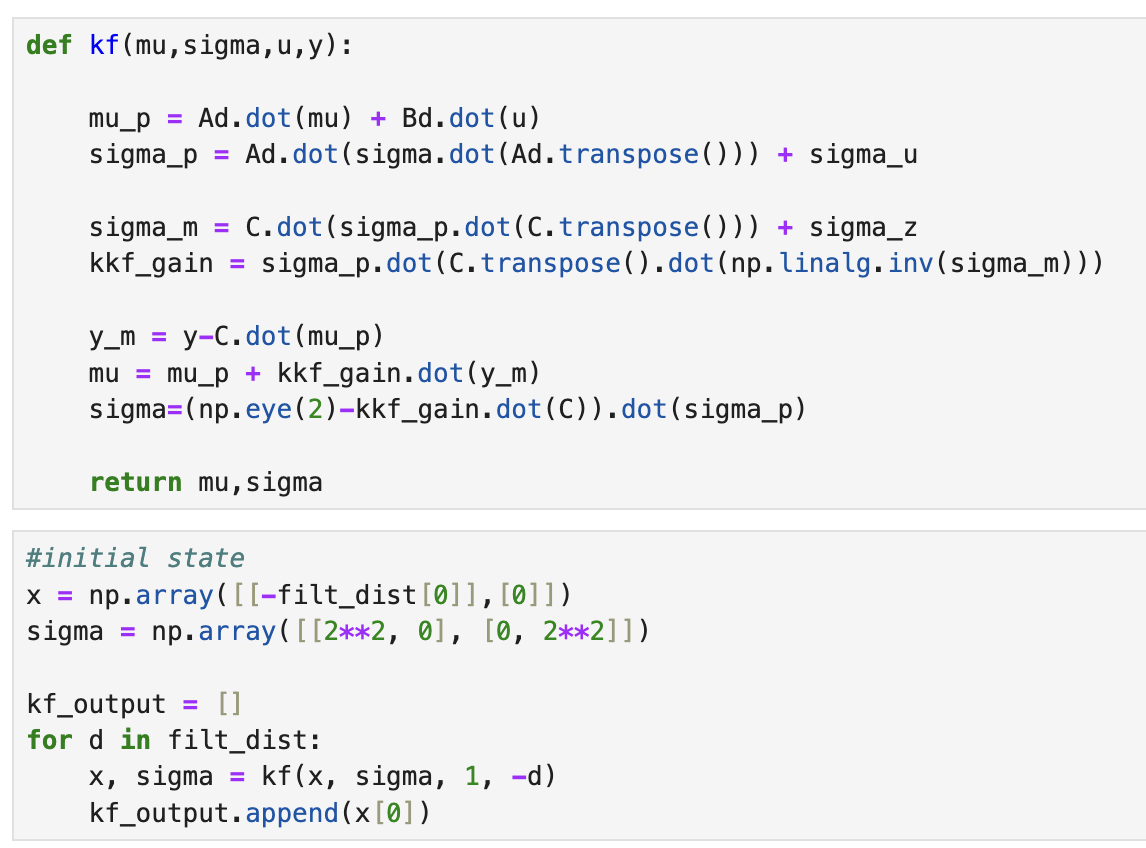 def kf(mu,sigma,u,y):
    mu_p = Ad.dot(mu) + Bd.dot(u)
    sigma_p = Ad.dot(sigma.dot(Ad.transpose())) + sigma_u
    sigma_m = C.dot(sigma_p.dot(C.transpose())) + sigma_z
    kkf_gain = sigma_p.dot(C.transpose().dot(np.linalg.inv(sigma_m)))
    y_m = y-C.dot(mu_p)
    mu = mu_p + kkf_gain.dot(y_m)
    sigma=(np.eye(2)-kkf_gain.dot(C)).dot(sigma_p)
    return mu,sigma
#initial state
x = np.array([[-filt_dist[0]],[0]])
sigma = np.array([[2**2, 0], [0, 2**2]])
kf_output = []
for d in filt_dist:
    x, sigma = kf(x, sigma, 1, -d)
    kf_output.append(x[0])